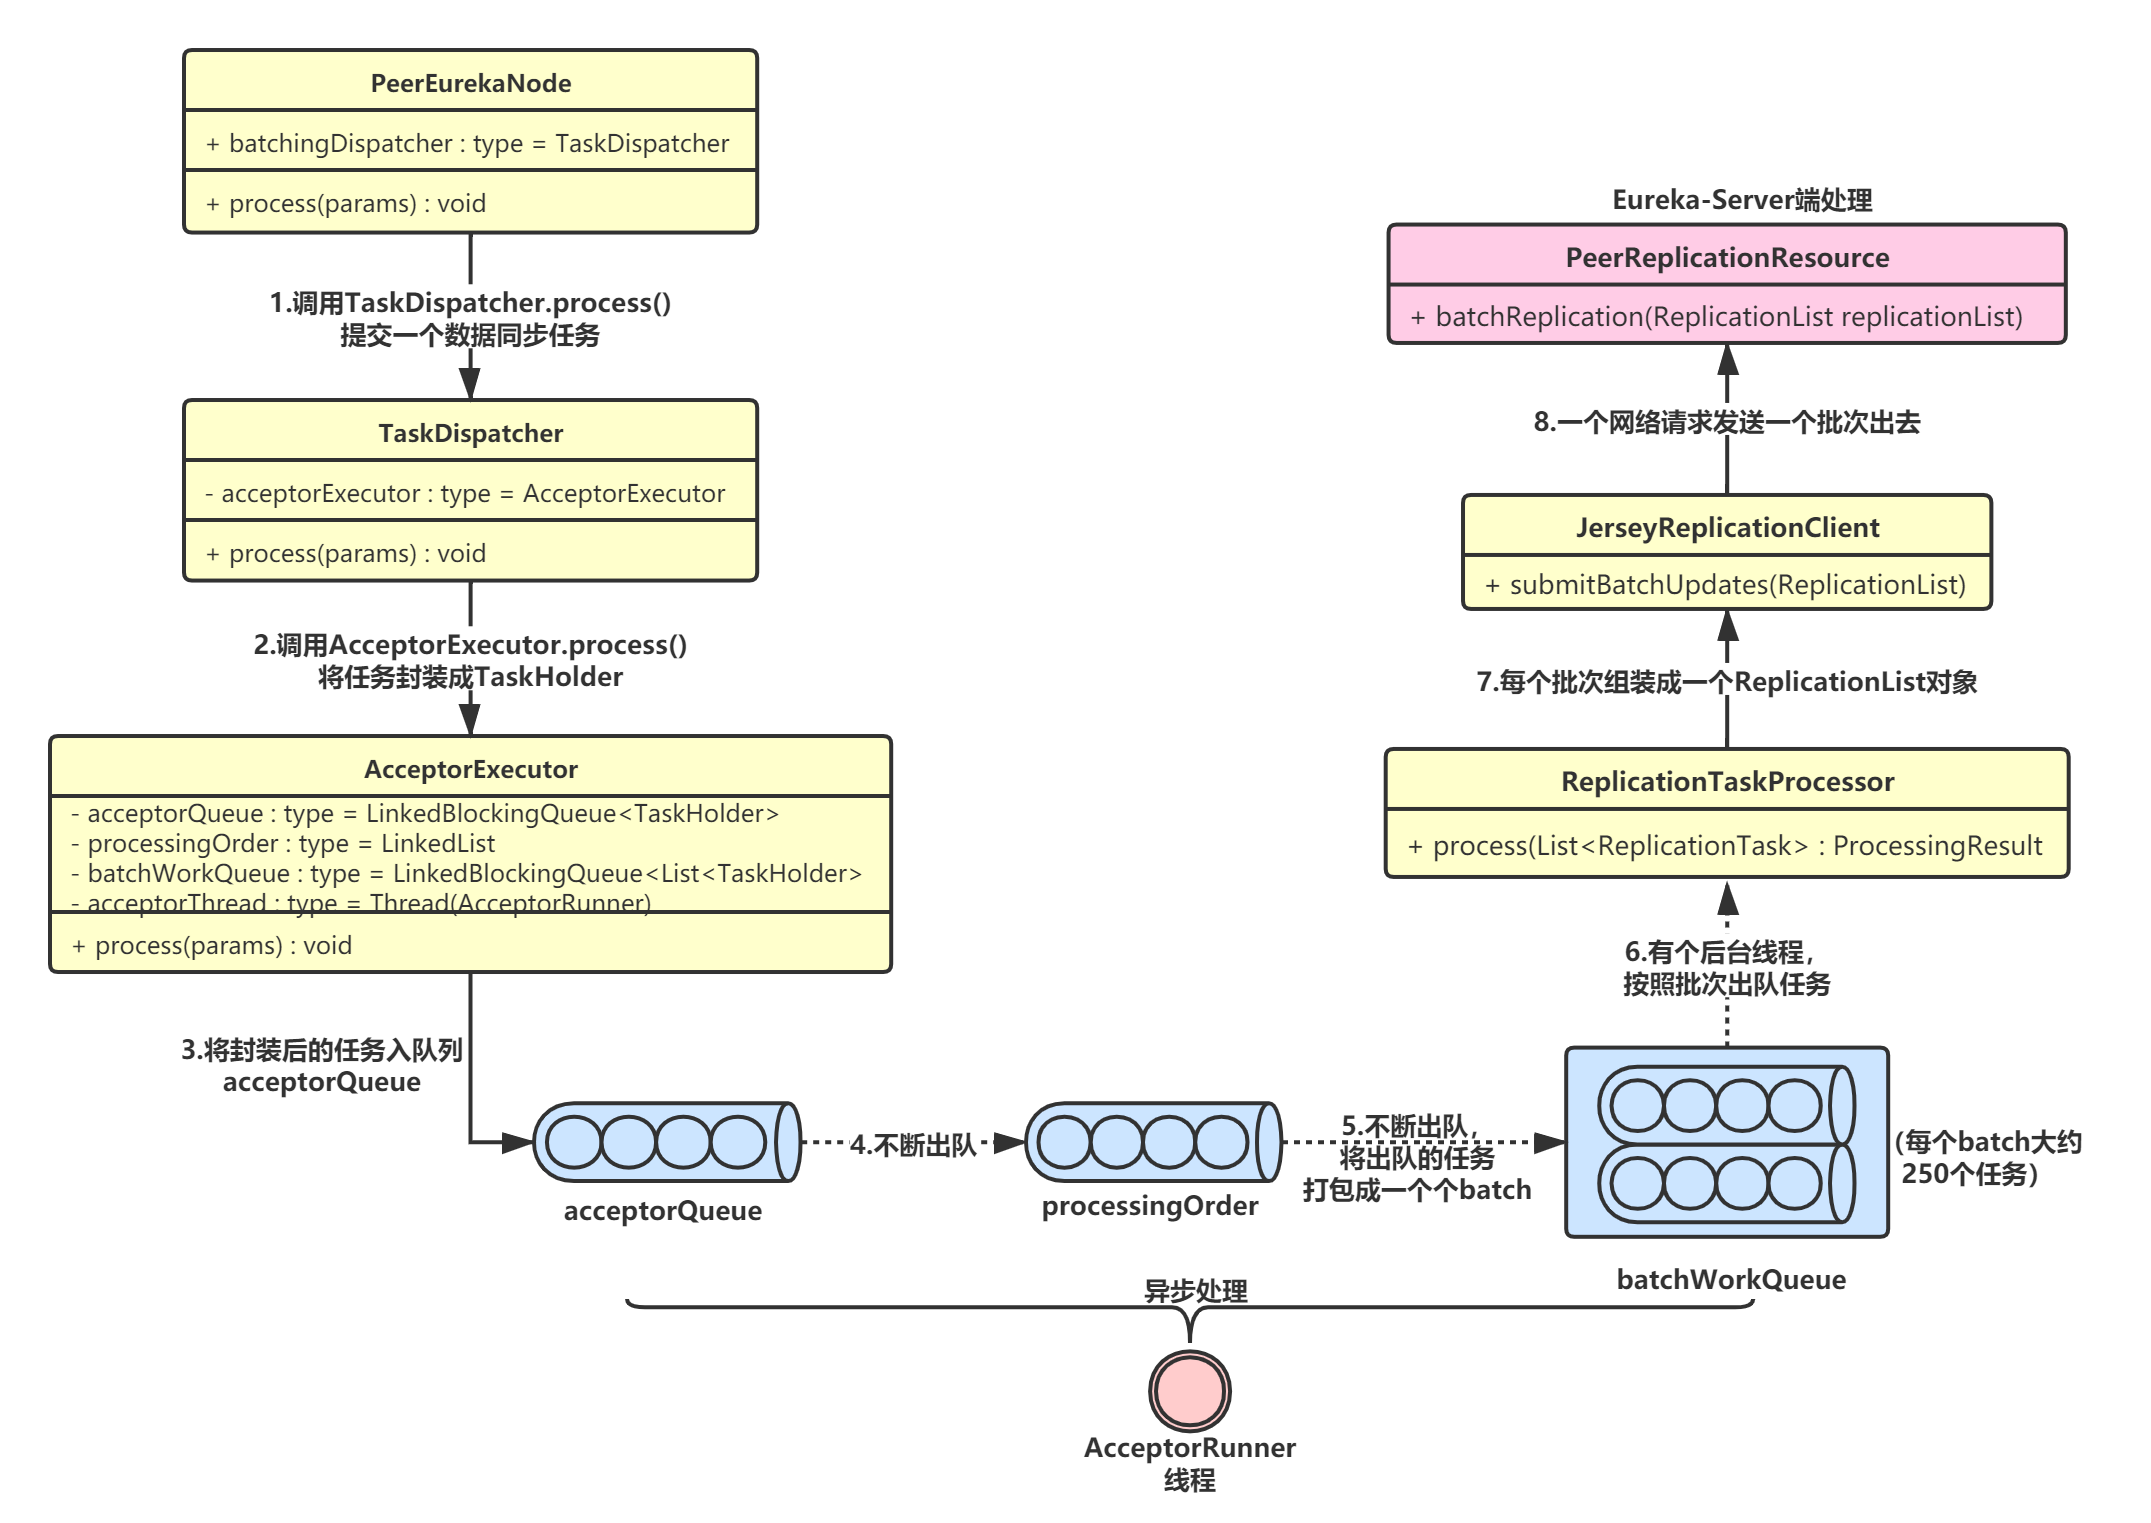 PeerEurekaNode
+ batchingDispatcher : type = TaskDispatcher
+ process(params) : void
1.调用TaskDispatcher.process()
提交一个数据同步任务
TaskDispatcher
- acceptorExecutor : type = AcceptorExecutor
+ process(params) : void
2.调用AcceptorExecutor.process()
将任务封装成TaskHolder
AcceptorExecutor
- acceptorQueue : type = LinkedBlockingQueue<TaskHolder>
- processingOrder : type = LinkedList
- batchWorkQueue : type = LinkedBlockingQueue<List<TaskHolder>
- acceptorThread : type = Thread(AcceptorRunner)
+ process(params) : void
3.将封装后的任务入队列
acceptorQueue
acceptorQueue
4.不断出队
processingOrder
5.不断出队，
将出队的任务
打包成一个个batch
batchWorkQueue
（每个batch大约
250个任务）
异步处理
AcceptorRunner
线程
6.有个后台线程，
按照批次出队任务
ReplicationTaskProcessor
+ process(List<ReplicationTask> : ProcessingResult
7.每个批次组装成一个ReplicationList对象
JerseyReplicationClient
+ submitBatchUpdates(ReplicationList)
8.一个网络请求发送一个批次出去
Eureka-Server端处理
PeerReplicationResource
+ batchReplication(ReplicationList replicationList)